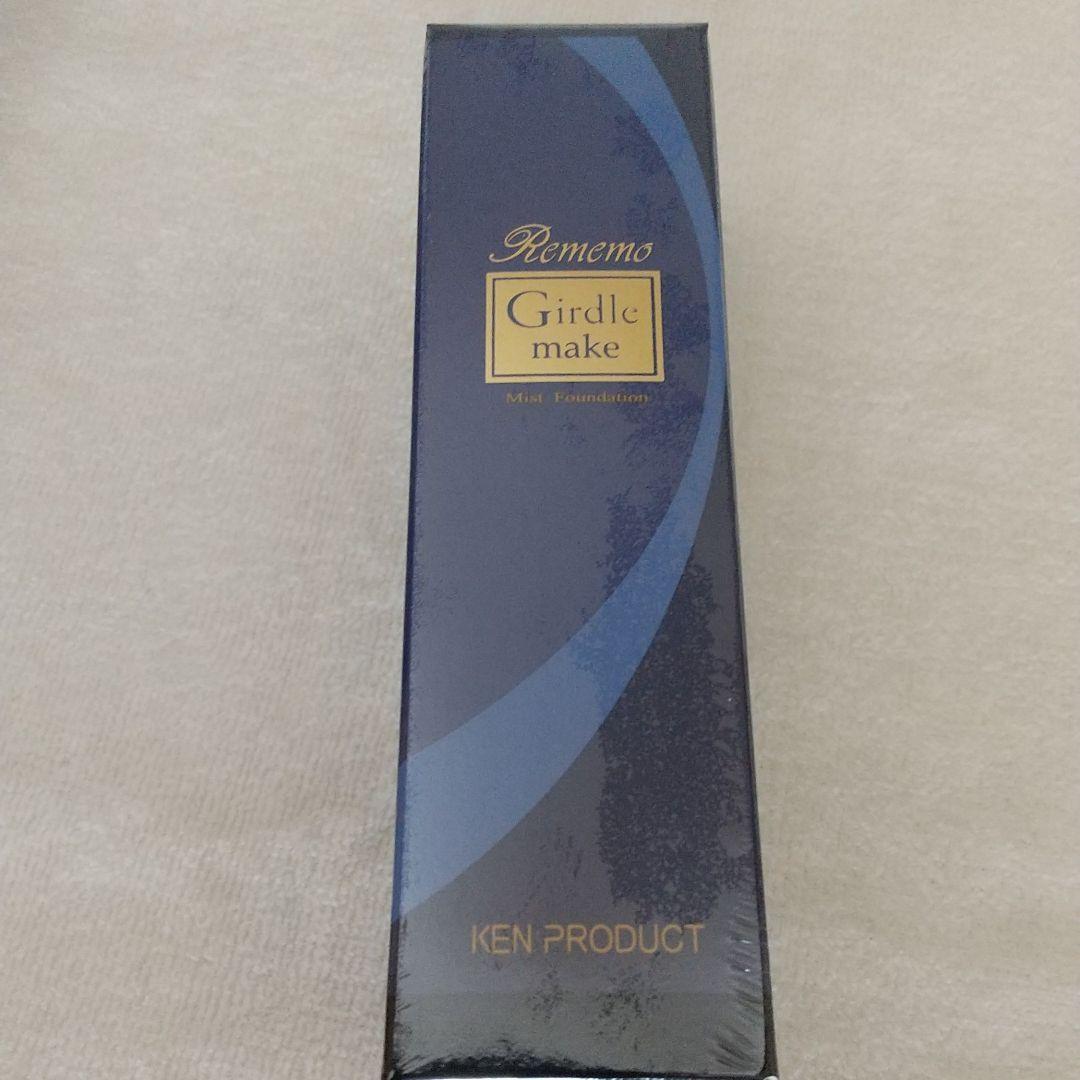 Rememo
Girdle
make
Mist Foundation
KEN PRODUCT